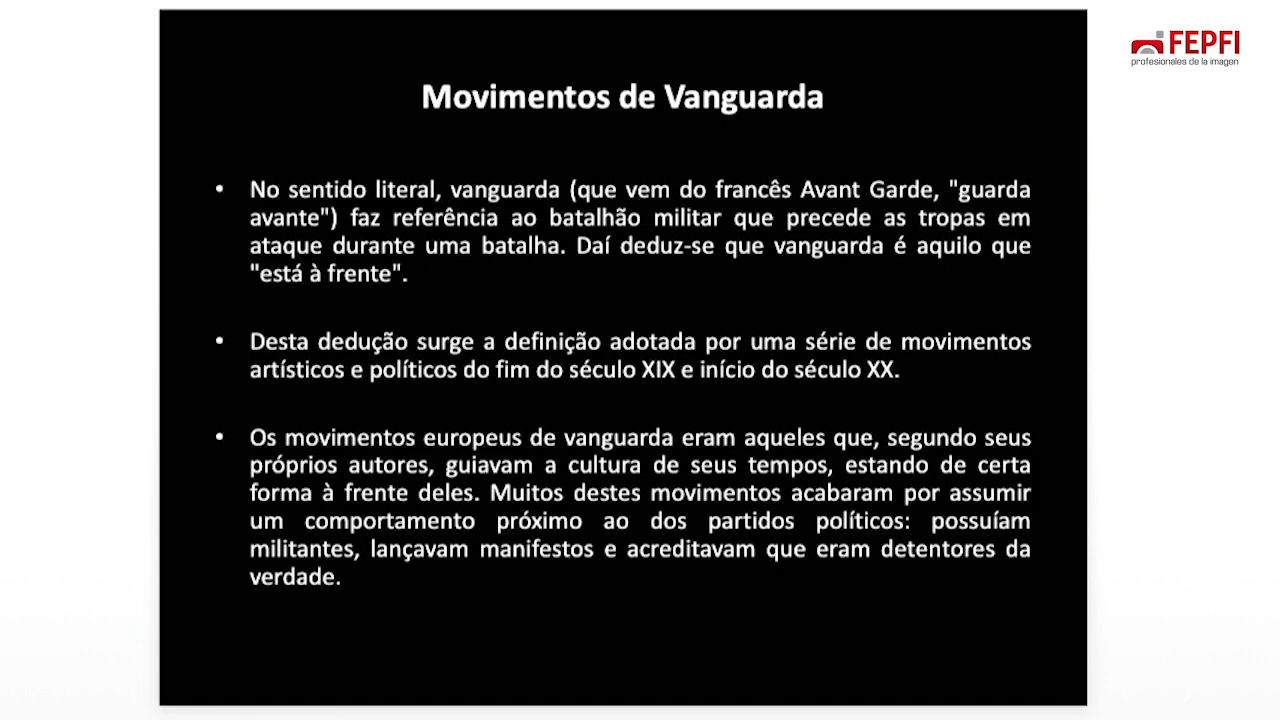 FEPFI
profesionales de la imagen
Movimentos de Vanguarda
• No sentido literal, vanguarda (que vem do francês Avant Garde, "guarda
avante") faz referência ao batalhão militar que precede as tropas em
ataque durante uma batalha. Daí deduz-se que vanguarda é aquilo que
"está à frente".
• Desta dedução surge a definição adotada por uma série de movimentos
artísticos e políticos do fim do século XIX e início do século XX.
• Os movimentos europeus de vanguarda eram aqueles que, segundo seus
próprios autores, guiavam a cultura de seus tempos, estando de certa
forma à frente deles. Muitos destes movimentos acabaram por assumir
um comportamento próximo ao dos partidos políticos: possuíam
militantes, lançavam manifestos e acreditavam que eram detentores da
verdade.